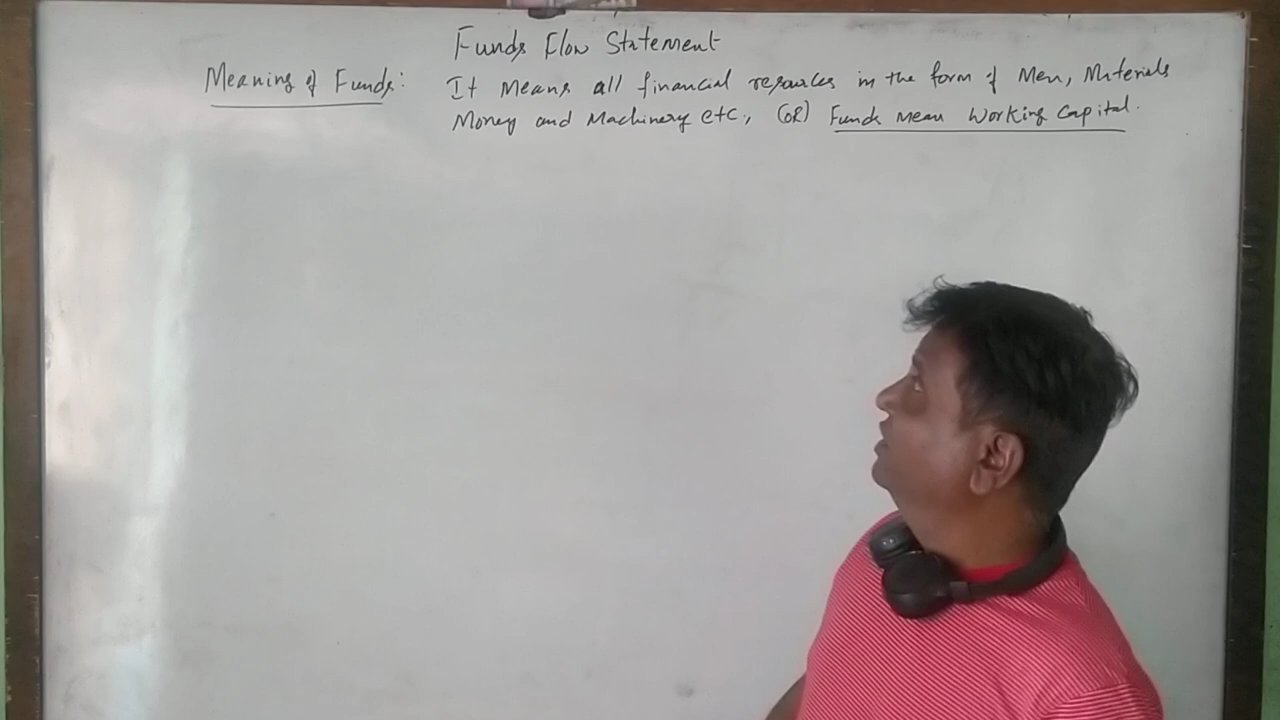 Funds Flow Statement
Meaning of Funds: It Means all financial resources in the form of Men, Materials
Money and Machinery etc, (OR) Funds mean Working Capital.